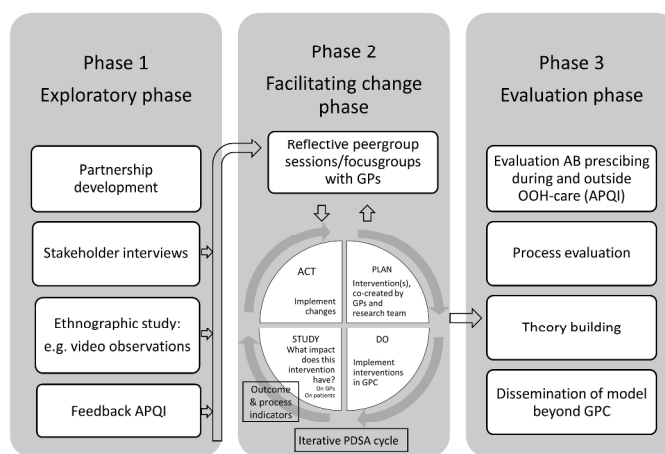 Phase 1
Exploratory phase
Partnership
development
Stakeholder interviews
Ethnographic study:
e.g. video observations
Feedback APQI
Phase 2
Facilitating change
phase
Reflective peergroup
sessions/focusgroups
with GPs
ACT
Implement
changes
PLAN
Intervention(s),
co-created by
GPs and
research team
STUDY
What impact
does this
intervention
have?
On GPs
On patients
DO
Implement
interventions
in GPC
Outcome
& process
indicators
Iterative PDSA cycle
Phase 3
Evaluation phase
Evaluation AB prescibing
during and outside
OOH-care (APQI)
Process evaluation
Theory building
Dissemination of model
beyond GPC